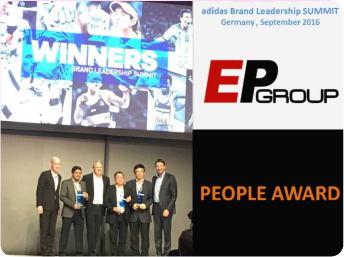 adidas Brand Leadership SUMMIT
Germany , September 2016
WINNERS
BRAND LEADERSHIP SUMMIT
EP
GROUP
PEOPLE AWARD